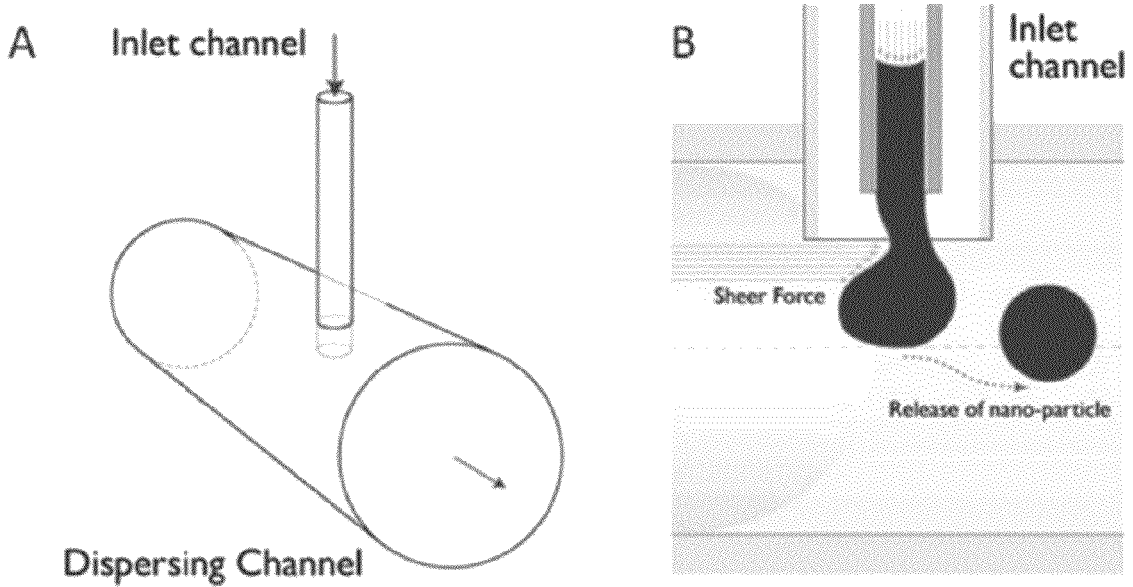 A
Inlet channel
Dispersing Channel
B
Inlet
channel
Sheer Force
Release of nano-particle